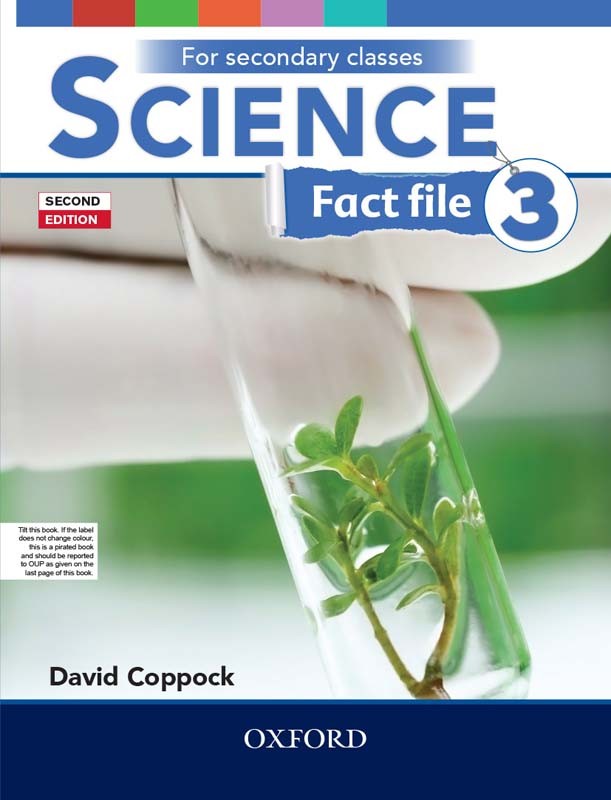 For secondary classes
SCIENCE
Fact file 3
SECOND
EDITION
Tilt this book. If the label
does not change colour,
this is a pirated book
and should be reported
to OUP as given on the
last page of this book.
David Coppock
OXFORD